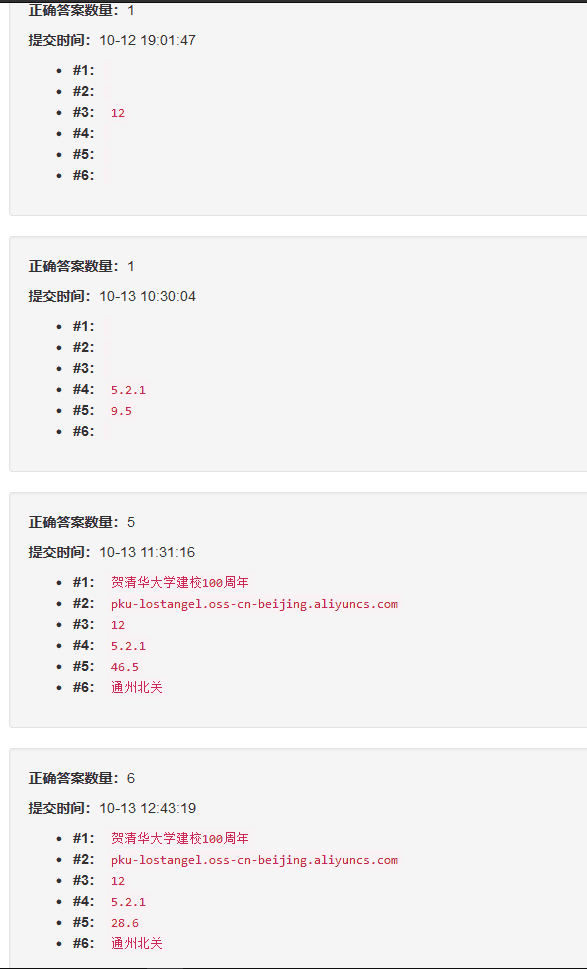 正确答案数量：1
提交时间：10-12 19:01:47
#1：
#2：
#3： 12
#4：
#5：
#6：
正确答案数量：1
提交时间：10-13 10:30:04
#1：
#2：
#3：
#4： 5.2.1
#5： 9.5
#6：
正确答案数量：5
提交时间：10-13 11:31:16
#1： 贺清华大学建校100周年
#2： pku-lostangel.oss-cn-beijing.aliyuncs.com
#3： 12
#4： 5.2.1
#5： 46.5
#6： 通州北关
正确答案数量：6
提交时间：10-13 12:43:19
#1： 贺清华大学建校100周年
#2： pku-lostangel.oss-cn-beijing.aliyuncs.com
#3： 12
#4： 5.2.1
#5： 28.6
#6： 通州北关